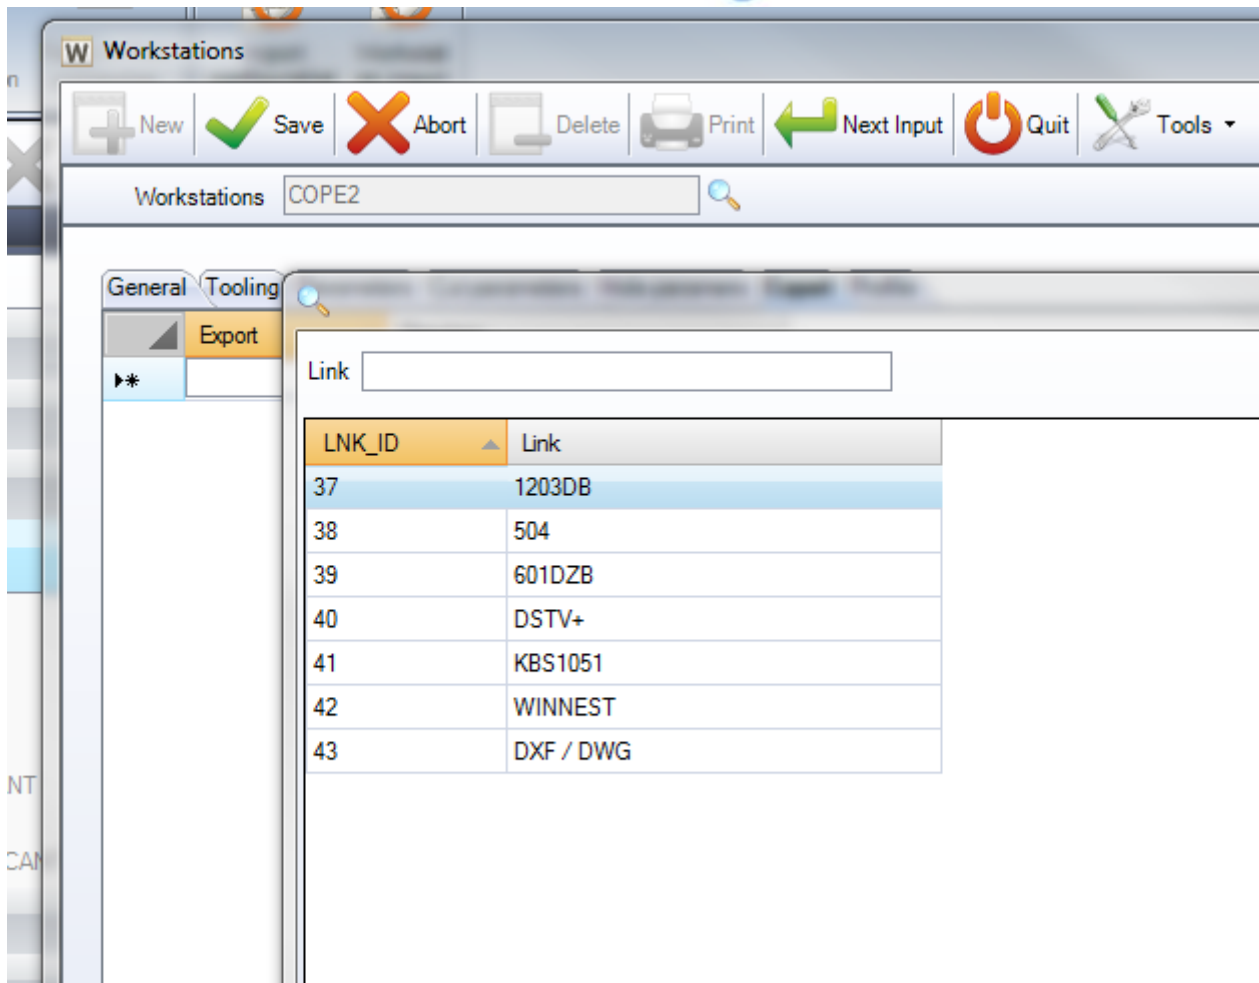 W Workstations
n
New Save Abort Delete Print Next Input Quit Tools
Workstations COPE2
General Tooling
Export
Link
LNK_ID Link
37 1203DB
38 504
39 601DZB
40 DSTV+
41 KBS1051
42 WINNEST
43 DXF / DWG
NT
CAN